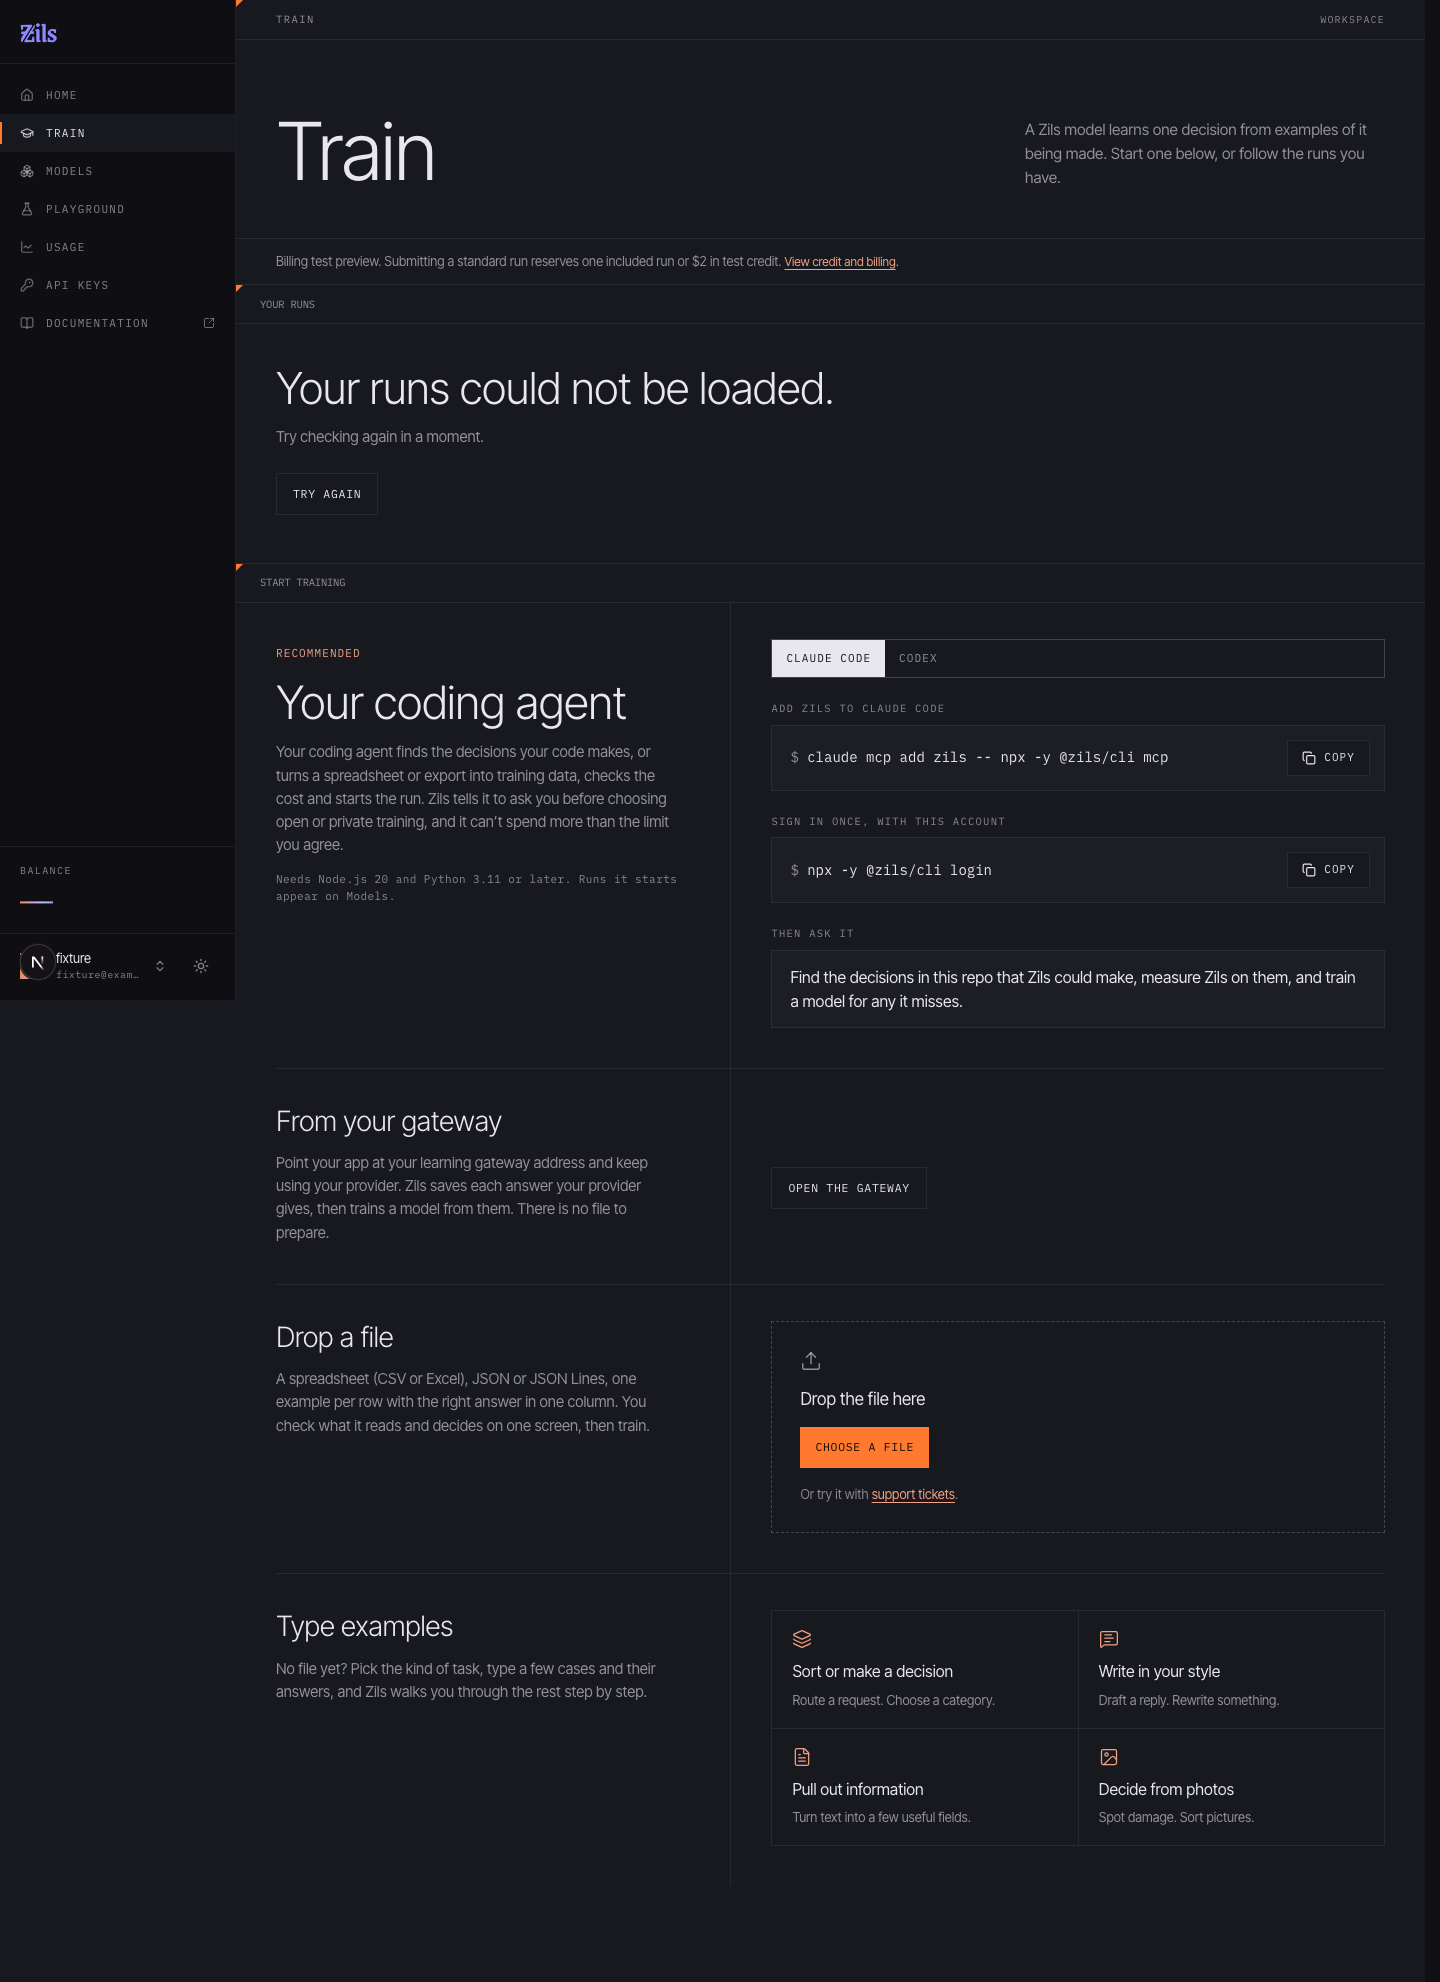 Zils
HOME
TRAIN
MODELS
PLAYGROUND
USAGE
API KEYS
DOCUMENTATION
BALANCE
N
fixture
fixture@exam…
TRAIN
WORKSPACE
Train
A Zils model learns one decision from examples of it
being made. Start one below, or follow the runs you
have.
Billing test preview. Submitting a standard run reserves one included run or $2 in test credit. View credit and billing.
YOUR RUNS
Your runs could not be loaded.
Try checking again in a moment.
TRY AGAIN
START TRAINING
RECOMMENDED
Your coding agent
Your coding agent finds the decisions your code makes, or
turns a spreadsheet or export into training data, checks the
cost and starts the run. Zils tells it to ask you before choosing
open or private training, and it can’t spend more than the limit
you agree.
Needs Node.js 20 and Python 3.11 or later. Runs it starts
appear on Models.
CLAUDE CODE
CODEX
ADD ZILS TO CLAUDE CODE
$ claude mcp add zils -- npx -y @zils/cli mcp
COPY
SIGN IN ONCE, WITH THIS ACCOUNT
$ npx -y @zils/cli login
COPY
THEN ASK IT
Find the decisions in this repo that Zils could make, measure Zils on them, and train
a model for any it misses.
From your gateway
Point your app at your learning gateway address and keep
using your provider. Zils saves each answer your provider
gives, then trains a model from them. There is no file to
prepare.
OPEN THE GATEWAY
Drop a file
A spreadsheet (CSV or Excel), JSON or JSON Lines, one
example per row with the right answer in one column. You
check what it reads and decides on one screen, then train.
Drop the file here
CHOOSE A FILE
Or try it with support tickets.
Type examples
No file yet? Pick the kind of task, type a few cases and their
answers, and Zils walks you through the rest step by step.
Sort or make a decision
Route a request. Choose a category.
Write in your style
Draft a reply. Rewrite something.
Pull out information
Turn text into a few useful fields.
Decide from photos
Spot damage. Sort pictures.